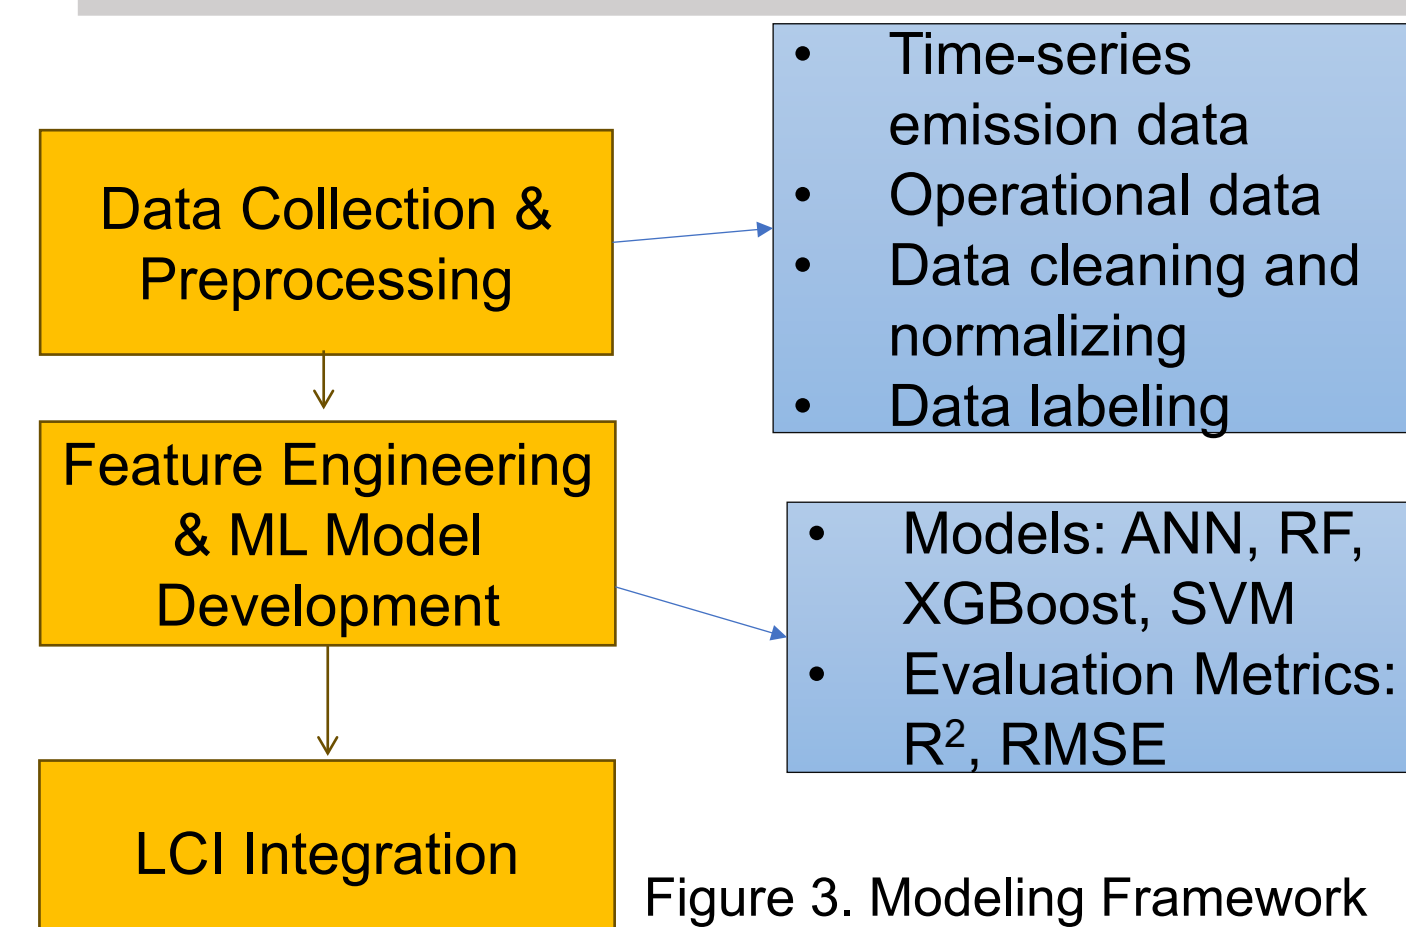 Data Collection &
Preprocessing
• Time-series
emission data
• Operational data
• Data cleaning and
normalizing
• Data labeling
Feature Engineering
& ML Model
Development
• Models: ANN, RF,
XGBoost, SVM
• Evaluation Metrics:
R², RMSE
LCI Integration
Figure 3. Modeling Framework